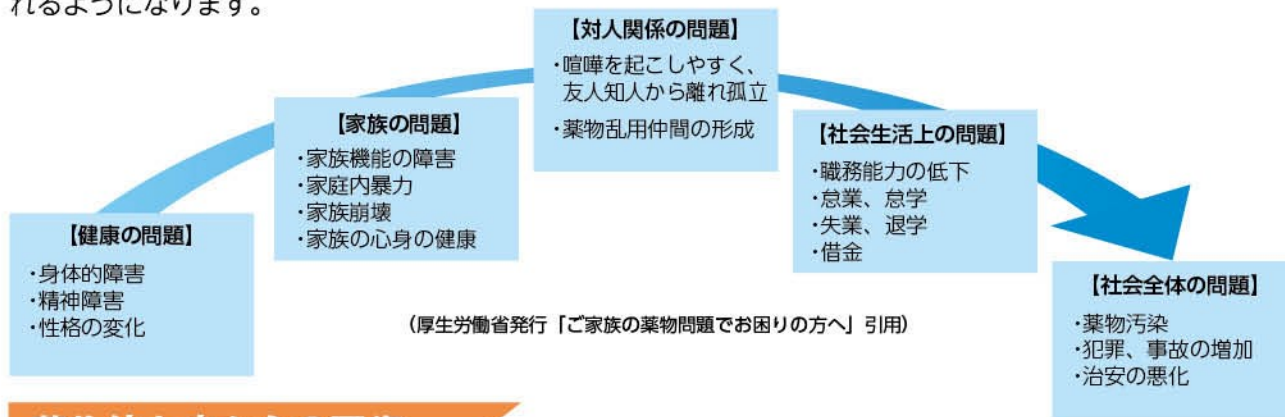 れるようになります。
【対人関係の問題】
・喧嘩を起こしやすく、
友人知人から離れ孤立
・薬物乱用仲間の形成
【家族の問題】
・家族機能の障害
・家庭内暴力
・家族崩壊
・家族の心身の健康
【社会生活上の問題】
・職務能力の低下
・怠業、怠学
・失業、退学
・借金
【健康の問題】
・身体的障害
・精神障害
・性格の変化
【社会全体の問題】
・薬物汚染
・犯罪、事故の増加
・治安の悪化
(厚生労働省発行「ご家族の薬物問題でお困りの方へ」引用)